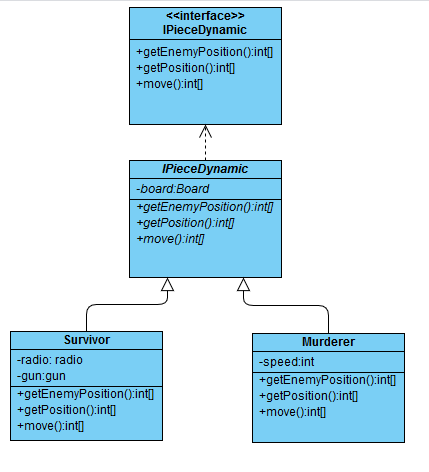 <<interface>>
IPieceDynamic
+getEnemyPosition():int[]
+getPosition():int[]
+move():int[]
IPieceDynamic
-board:Board
+getEnemyPosition():int[]
+getPosition():int[]
+move():int[]
Survivor
-radio: radio
-gun:gun
+getEnemyPosition():int[]
+getPosition():int[]
+move():int[]
Murderer
-speed:int
+getEnemyPosition():int[]
+getPosition():int[]
+move():int[]